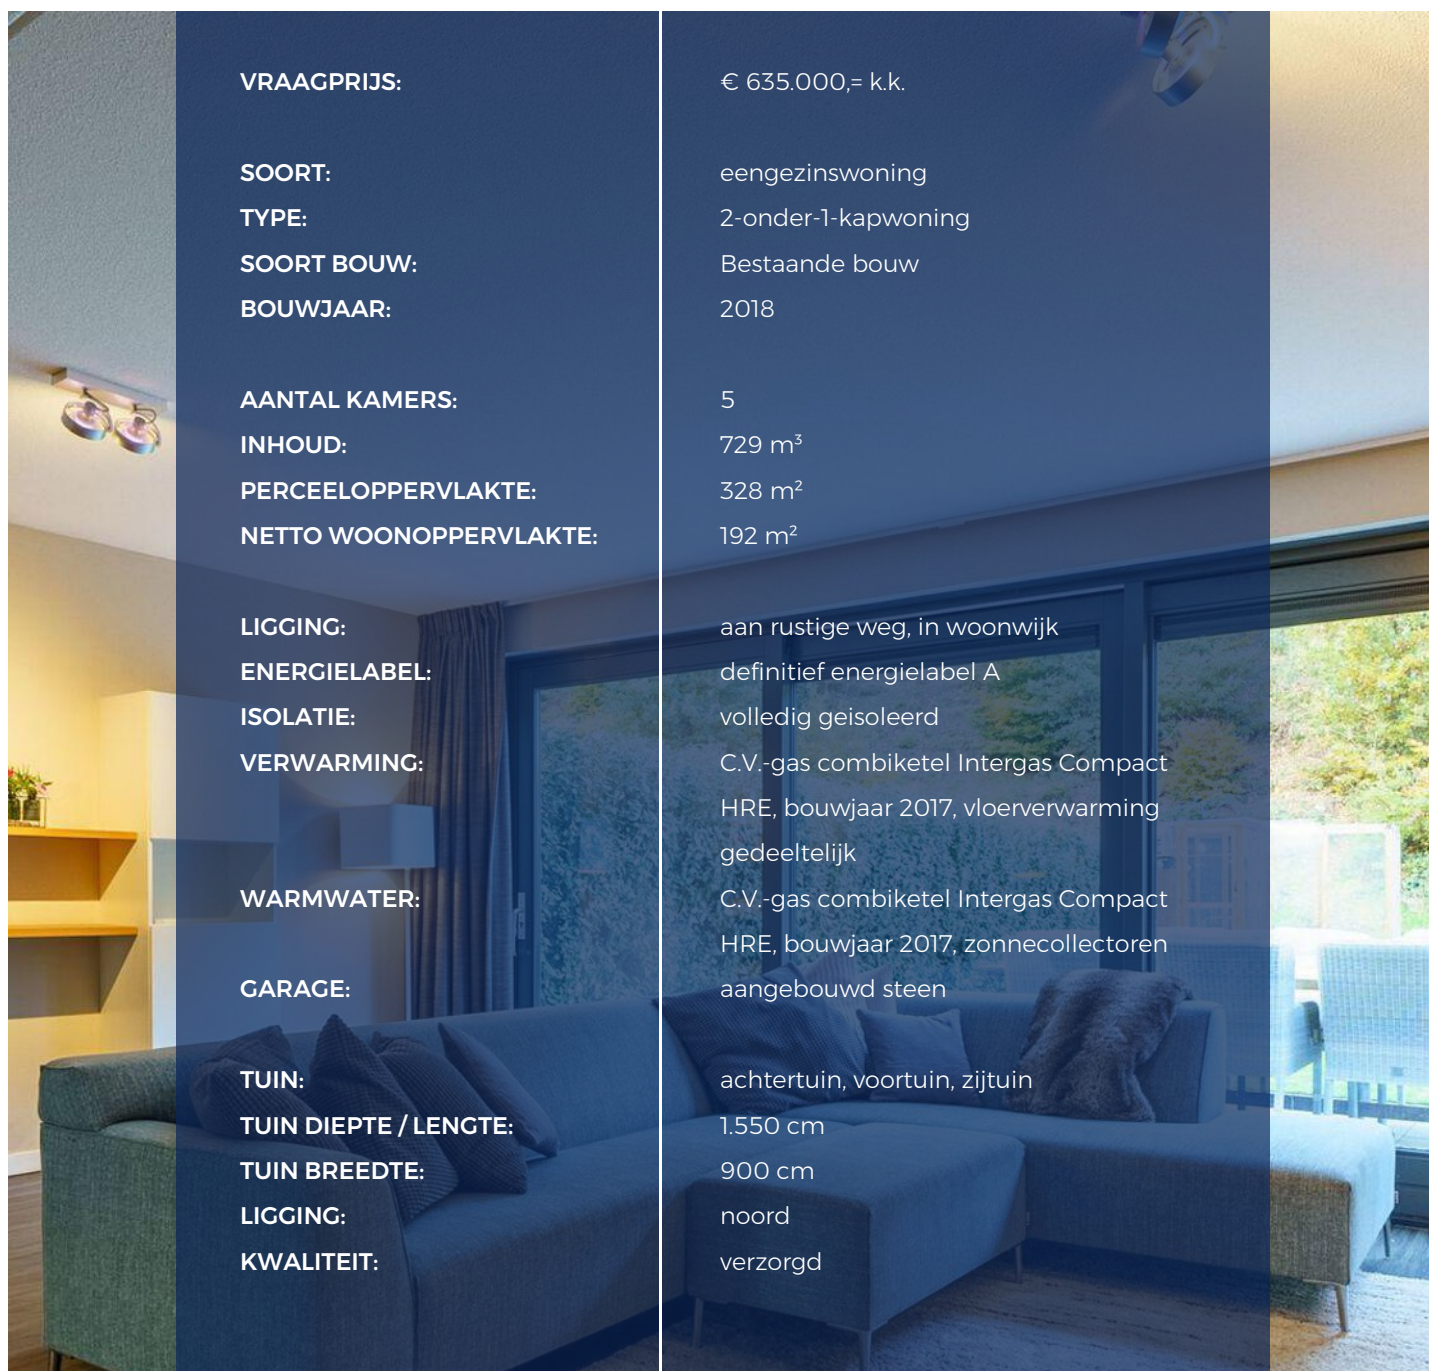 VRAAGPRIJS: € 635.000,= k.k.
SOORT: eengezinswoning
TYPE: 2-onder-1-kapwoning
SOORT BOUW: Bestaande bouw
BOUWJAAR: 2018
AANTAL KAMERS: 5
INHOUD: 729 m³
PERCEELOPPERVLAKTE: 328 m²
NETTO WOONOPPERVLAKTE: 192 m²
LIGGING: aan rustige weg, in woonwijk
ENERGIELABEL: definitief energielabel A
ISOLATIE: volledig geisoleerd
VERWARMING: C.V.-gas combiketel Intergas Compact
HRE, bouwjaar 2017, vloerverwarming
gedeeltelijk
WARMWATER: C.V.-gas combiketel Intergas Compact
HRE, bouwjaar 2017, zonnecollectoren
GARAGE: aangebouwd steen
TUIN: achtertuin, voortuin, zijtuin
TUIN DIEPTE / LENGTE: 1.550 cm
TUIN BREEDTE: 900 cm
LIGGING: noord
KWALITEIT: verzorgd